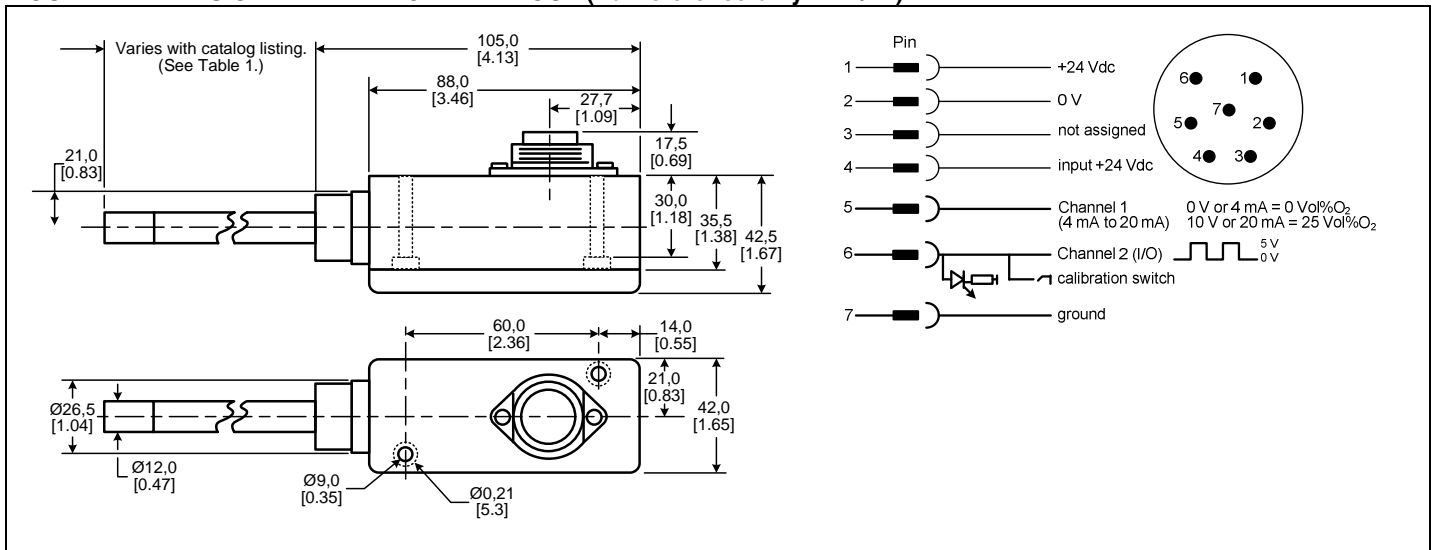 Varies with catalog listing.
(See Table 1.)
105,0
[4.13]
88,0
[3.46]
27,7
[1.09]
17,5
[0.69]
21,0
[0.83]
30,0
[1.18]
35,5
[1.38]
42,5
[1.67]
60,0
[2.36]
14,0
[0.55]
21,0
[0.83]
42,0
[1.65]
Ø26,5
[1.04]
Ø12,0
[0.47]
Ø9,0
[0.35]
Ø0,21
[5.3]
Pin
1 +24 Vdc
2 0 V
3 not assigned
4 input +24 Vdc
5 Channel 1 0 V or 4 mA = 0 Vol%O₂
(4 mA to 20 mA) 10 V or 20 mA = 25 Vol%O₂
6 Channel 2 (I/O) 5 V
0 V
calibration switch
7 ground
6 1
7
5 2
4 3